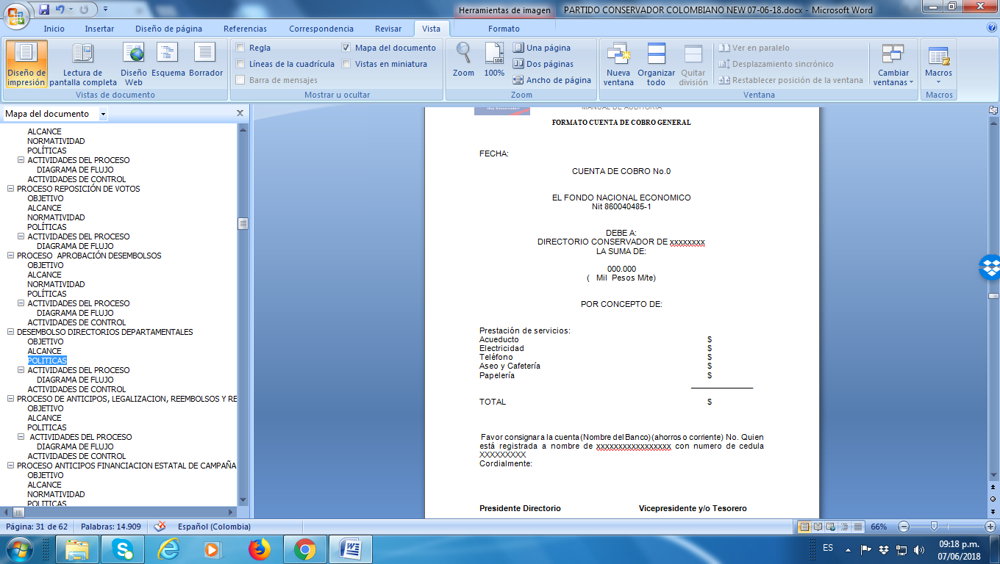 Herramientas de imagen
PARTIDO CONSERVADOR COLOMBIANO NEW 07-06-18.docx - Microsoft Word
Inicio
Insertar
Diseño de página
Referencias
Correspondencia
Revisar
Vista
Formato
Diseño de impresión
Lectura de pantalla completa
Diseño Web
Esquema
Borrador
Vistas de documento
Regla
Líneas de la cuadrícula
Barra de mensajes
Mapa del documento
Vistas en miniatura
Mostrar u ocultar
Zoom
100%
Una página
Dos páginas
Ancho de página
Zoom
Nueva ventana
Organizar todo
Quitar división
Ver en paralelo
Desplazamiento sincrónico
Restablecer posición de la ventana
Cambiar ventanas
Ventana
Macros
Macros
Mapa del documento
ALCANCE
NORMATIVIDAD
POLÍTICAS
ACTIVIDADES DEL PROCESO
DIAGRAMA DE FLUJO
ACTIVIDADES DE CONTROL
PROCESO REPOSICIÓN DE VOTOS
OBJETIVO
ALCANCE
NORMATIVIDAD
POLÍTICAS
ACTIVIDADES DEL PROCESO
DIAGRAMA DE FLUJO
PROCESO APROBACIÓN DESEMBOLSOS
OBJETIVO
ALCANCE
NORMATIVIDAD
POLÍTICAS
ACTIVIDADES DEL PROCESO
DIAGRAMA DE FLUJO
ACTIVIDADES DE CONTROL
DESEMBOLSO DIRECTORIOS DEPARTAMENTALES
OBJETIVO
ALCANCE
POLITICAS
ACTIVIDADES DEL PROCESO
DIAGRAMA DE FLUJO
ACTIVIDADES DE CONTROL
PROCESO DE ANTICIPOS, LEGALIZACION, REEMBOLSOS Y RE
OBJETIVO
ALCANCE
POLITICAS
ACTIVIDADES DEL PROCESO
DIAGRAMA DE FLUJO
ACTIVIDADES DE CONTROL
PROCESO ANTICIPOS FINANCIACION ESTATAL DE CAMPAÑA
OBJETIVO
ALCANCE
NORMATIVIDAD
POLITICAS
MANUAL DE AUDITORIA
FORMATO CUENTA DE COBRO GENERAL
FECHA:
CUENTA DE COBRO No.0
EL FONDO NACIONAL ECONOMICO
Nit 860040485-1
DEBE A:
DIRECTORIO CONSERVADOR DE xxxxxxxx
LA SUMA DE:
000.000
( Mil Pesos M/te)
POR CONCEPTO DE:
Prestación de servicios:
Acueducto $
Electricidad $
Teléfono $
Aseo y Cafetería $
Papelería $
TOTAL $
Favor consignar a la cuenta (Nombre del Banco) (ahorros o corriente) No. Quien
está registrada a nombre de xxxxxxxxxxxxxxxxx con numero de cedula
XXXXXXXXX
Cordialmente:
Presidente Directorio Vicepresidente y/o Tesorero
Página: 31 de 62
Palabras: 14.909
Español (Colombia)
66%
ES
09:18 p.m.
07/06/2018